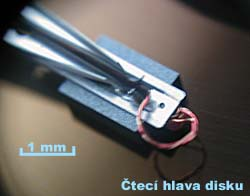 1 mm
Čtecí hlava disku